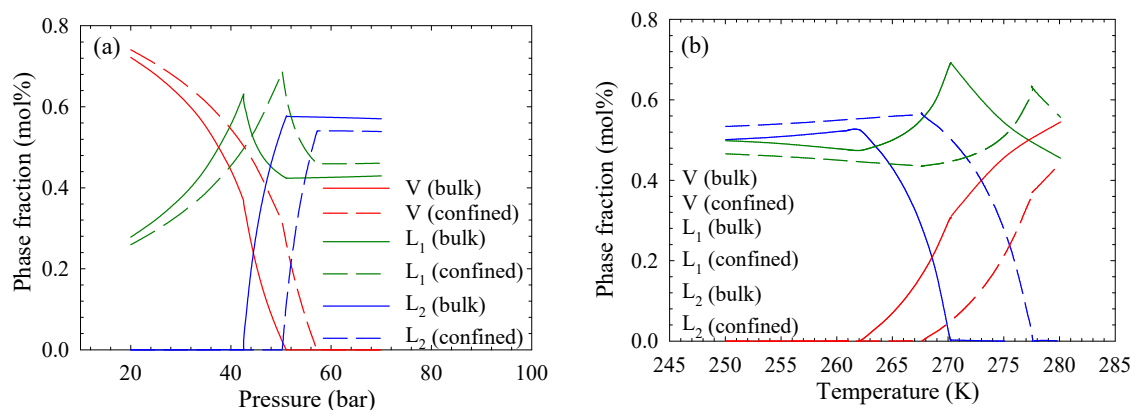 (a)
Phase fraction (mol%)
0.8
0.6
0.4
0.2
0.0
20
40
60
80
100
Pressure (bar)
V (bulk)
V (confined)
L₁ (bulk)
L₁ (confined)
L₂ (bulk)
L₂ (confined)
(b)
Phase fraction (mol%)
0.8
0.6
0.4
0.2
0.0
245
250
255
260
265
270
275
280
285
Temperature (K)
V (bulk)
V (confined)
L₁ (bulk)
L₁ (confined)
L₂ (bulk)
L₂ (confined)